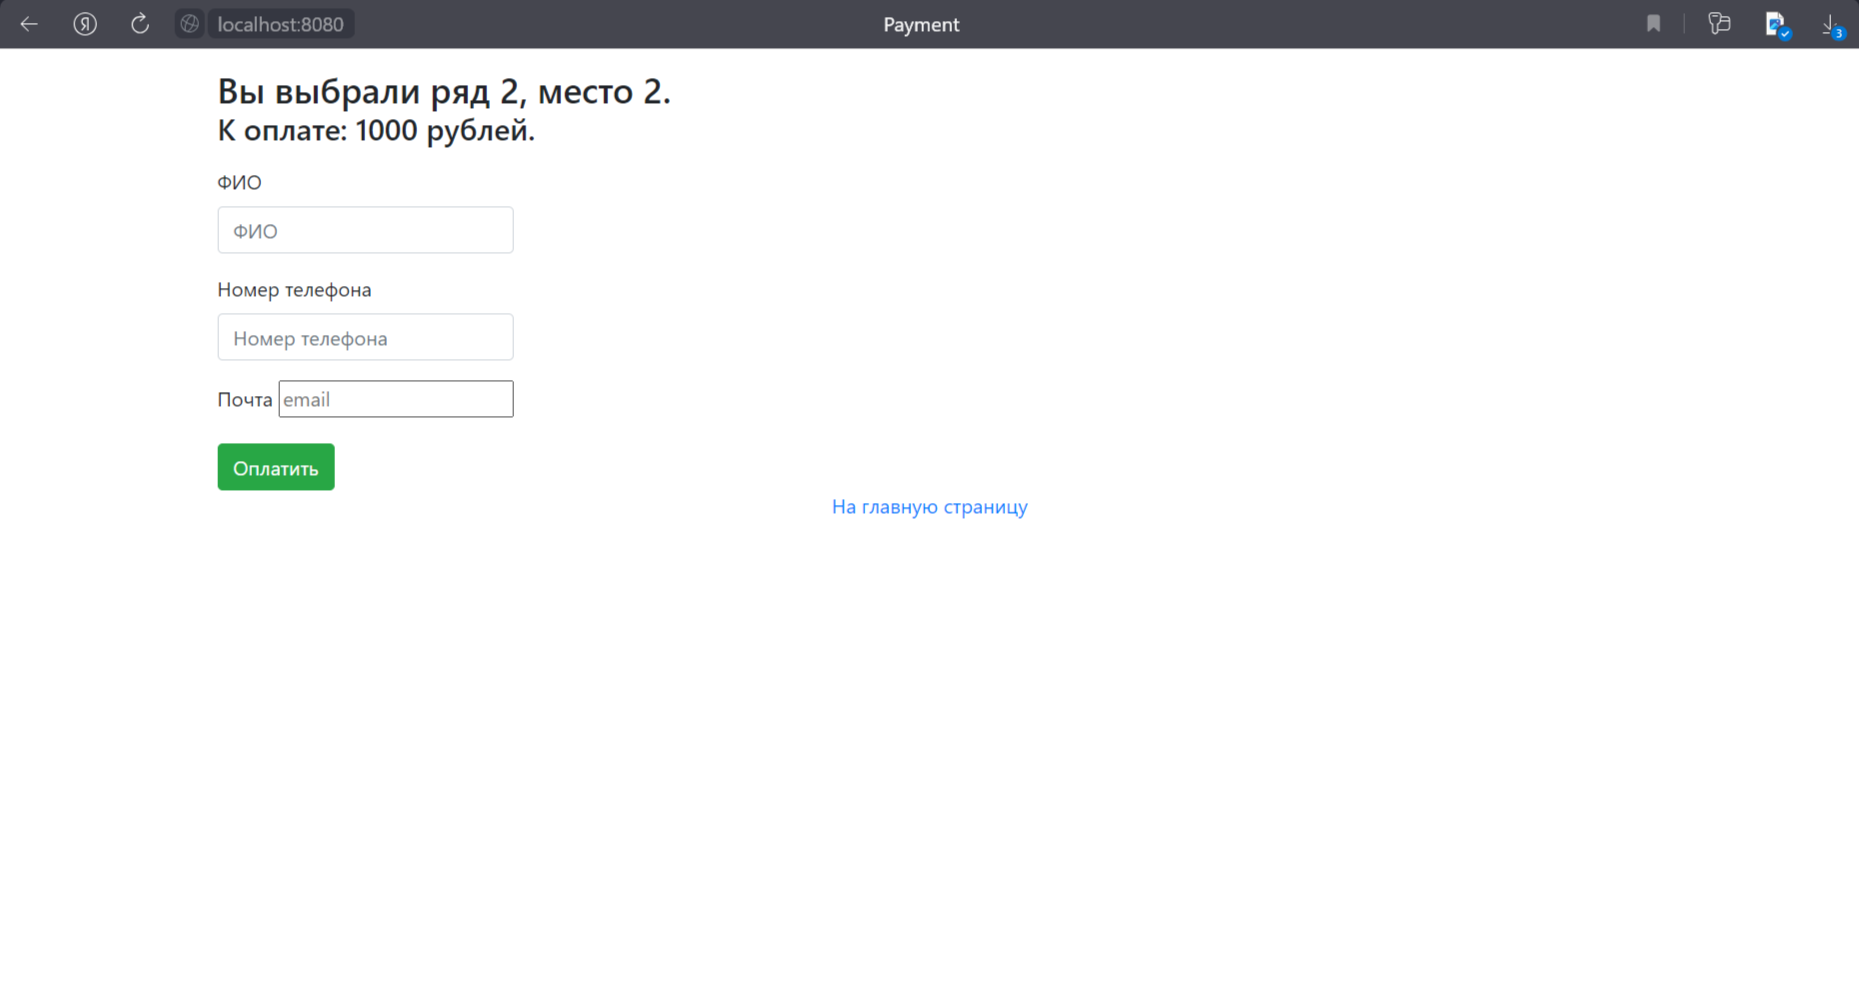 Я localhost:8080 Payment 3
Вы выбрали ряд 2, место 2.
К оплате: 1000 рублей.
ФИО
ФИО
Номер телефона
Номер телефона
Почта email
Оплатить
На главную страницу